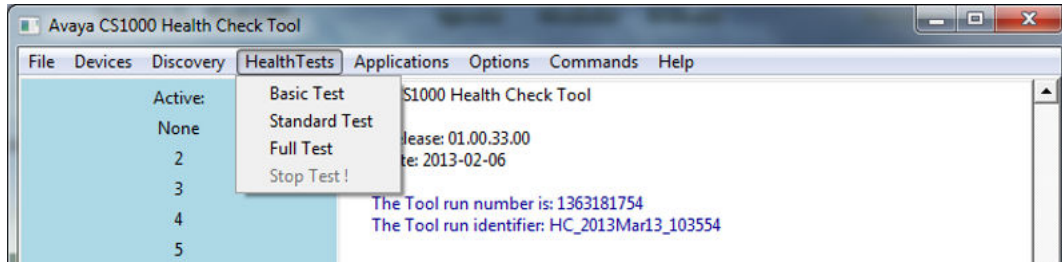 Avaya CS1000 Health Check Tool
File Devices Discovery HealthTests Applications Options Commands Help
Active:
None
2
3
4
5
Basic Test
Standard Test
Full Test
Stop Test !
S1000 Health Check Tool
lease: 01.00.33.00
te: 2013-02-06
The Tool run number is: 1363181754
The Tool run identifier: HC_2013Mar13_103554